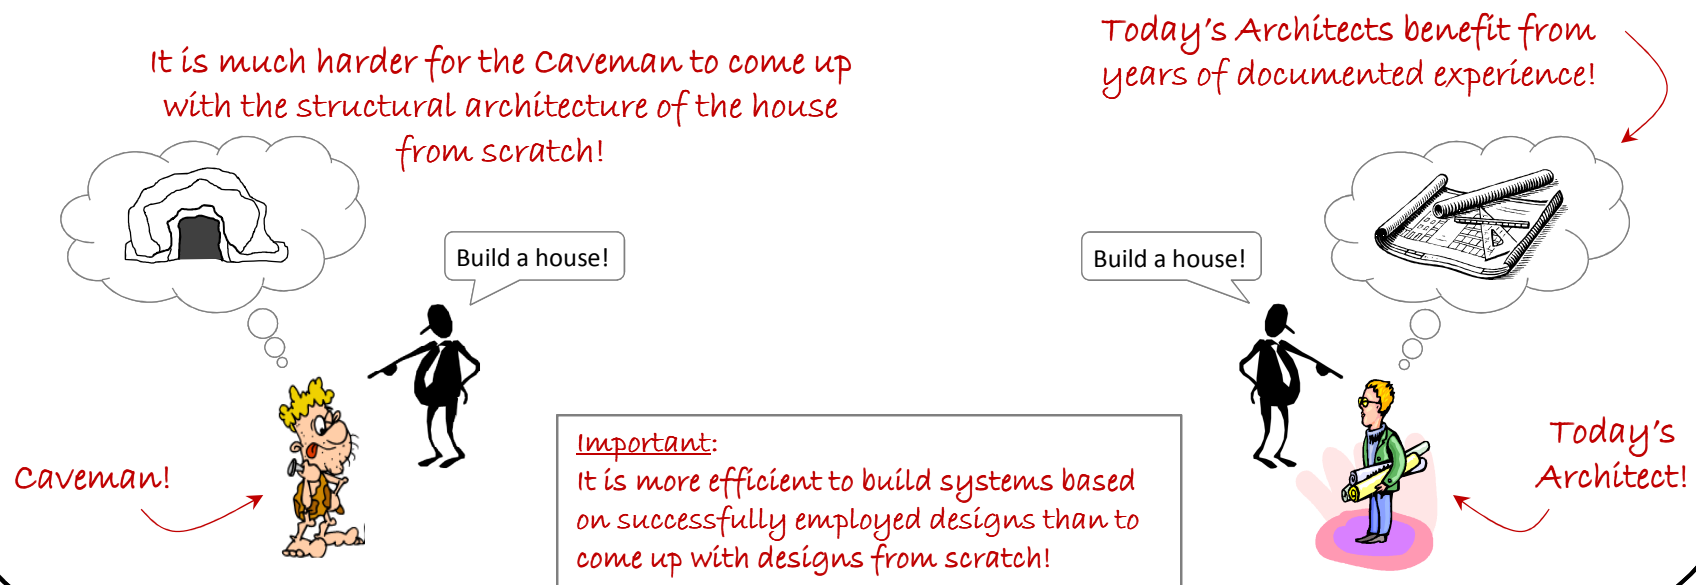 It is much harder for the Caveman to come up
with the structural architecture of the house
from scratch!
Build a house!
Caveman!
Today's Architects benefit from
years of documented experience!
Build a house!
Today's
Architect!
Important:
It is more efficient to build systems based
on successfully employed designs than to
come up with designs from scratch!